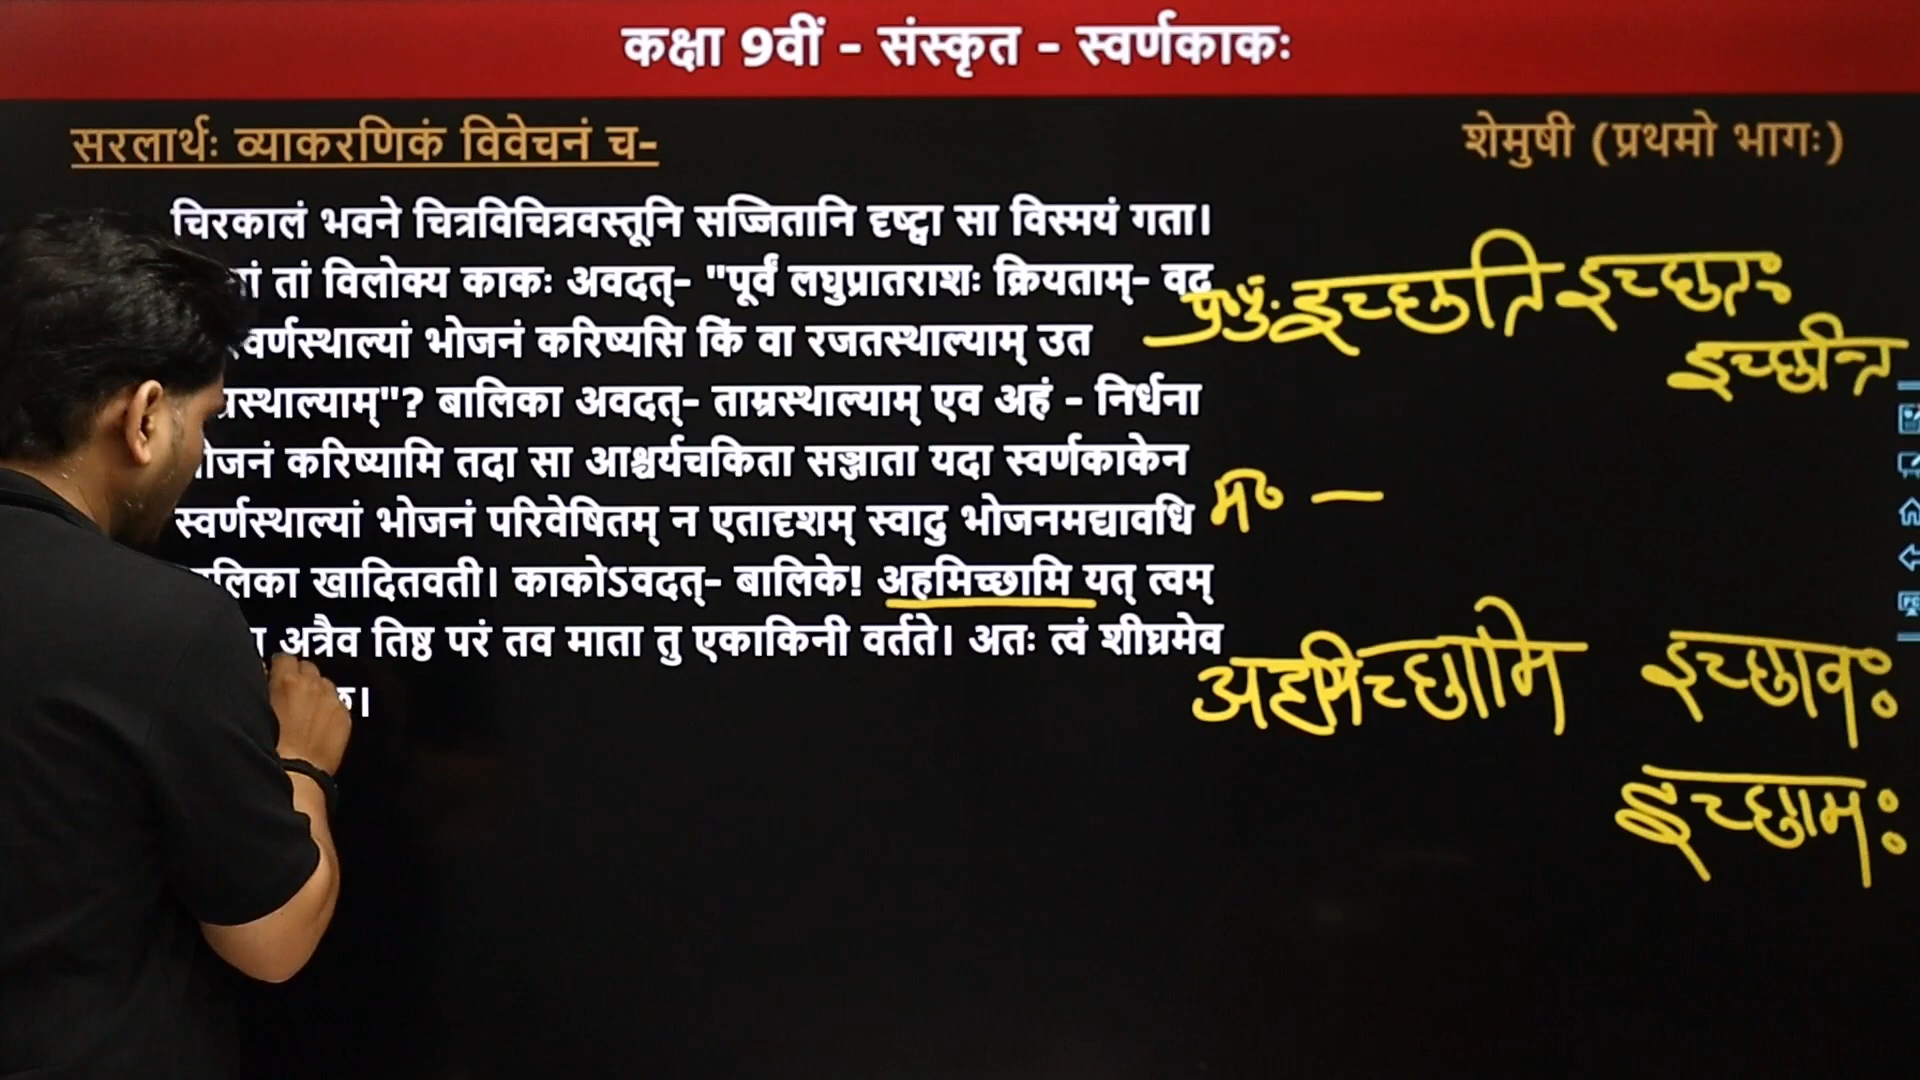 कक्षा 9वीं - संस्कृत - स्वर्णकाकः
सरलार्थः व्याकरणिकं विवेचनं च-
शेमुषी (प्रथमो भागः)
चिरकालं भवने चित्रविचित्रवस्तूनि सज्जितानि दृष्ट्वा सा विस्मयं गता।
तां विलोक्य काकः अवदत्- "पूर्वं लघुप्रातराशः क्रियताम्- वद
भोजनं करिष्यसि किं वा रजतस्थाल्याम् उत
बालिका अवदत्- ताम्रस्थाल्याम् एव अहं - निर्धना
करिष्यामि तदा सा आश्चर्यचकिता सञ्जाता यदा स्वर्णकाकेन
स्वर्णस्थाल्यां भोजनं परिवेषितम् न एतादृशम् स्वादु भोजनमद्यावधि
खादितवती। काकोऽवदत्- बालिके! अहमिच्छामि यत् त्वम्
अत्रैव तिष्ठ परं तव माता तु एकाकिनी वर्तते। अतः त्वं शीघ्रमेव
इच्छति इच्छतः
इच्छन्ति
म० —
अहमिच्छामि इच्छावः
इच्छामः